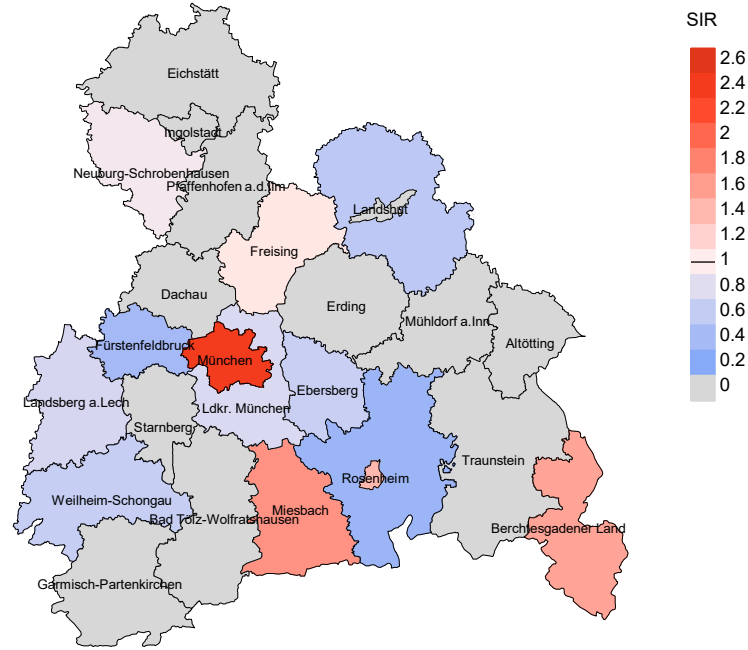 SIR
2.6
2.4
2.2
2
1.8
1.6
1.4
1.2
1
0.8
0.6
0.4
0.2
0
Eichstätt
Ingolstadt
Neuburg-Schrobenhausen
Pfaffenhofen a.d.Ilm
Landshut
Freising
Dachau
Erding
Mühldorf a.Inn
Altötting
Fürstenfeldbruck
München
Ebersberg
Landsberg a.Lech
Ldkr. München
Starnberg
Traunstein
Rosenheim
Weilheim-Schongau
Miesbach
Bad Tölz-Wolfratshausen
Berchtesgadener Land
Garmisch-Partenkirchen